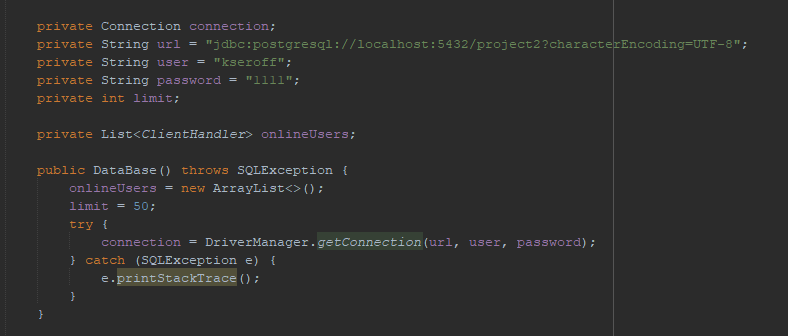 private Connection connection;
private String url = "jdbc:postgresql://localhost:5432/project2?characterEncoding=UTF-8";
private String user = "kseroff";
private String password = "1111";
private int limit;
private List<ClientHandler> onlineUsers;
public DataBase() throws SQLException {
onlineUsers = new ArrayList<>();
limit = 50;
try {
connection = DriverManager.getConnection(url, user, password);
} catch (SQLException e) {
e.printStackTrace();
}
}